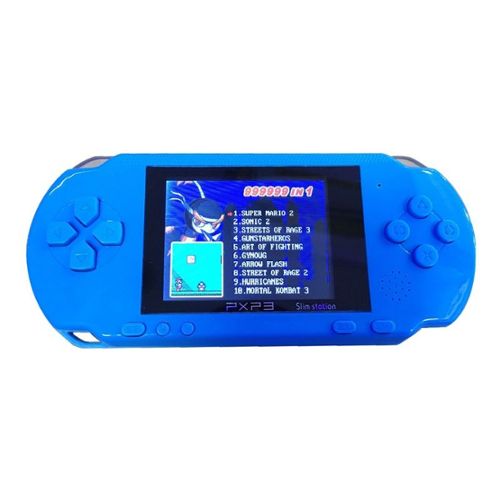 999999 IN 1
1.SUPER MARIO 2
2.SONIC 2
3.STREETS OF RAGE 3
4.GUMSTARHEROS
5.ART OF FIGHTING
6.GYMOUG
7.ARROW FLASH
8.STREET OF RAGE 2
9.HURRICANES
10.MORTAL KOMBAT 3
PXP3 Slim station